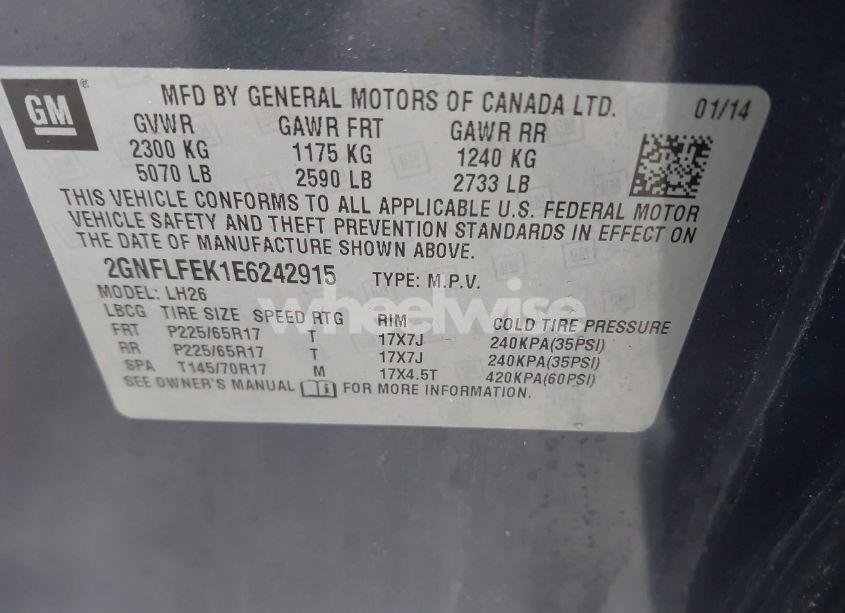 GM ®
MFD BY GENERAL MOTORS OF CANADA LTD. 01/14
GVWR GAWR FRT GAWR RR
2300 KG 1175 KG 1240 KG
5070 LB 2590 LB 2733 LB
THIS VEHICLE CONFORMS TO ALL APPLICABLE U.S. FEDERAL MOTOR
VEHICLE SAFETY AND THEFT PREVENTION STANDARDS IN EFFECT ON
THE DATE OF MANUFACTURE SHOWN ABOVE.
2GNFLFEK1E6242915 TYPE: M.P.V.
MODEL: LH26
wheelwise
LBCG TIRE SIZE SPEED RTG RIM COLD TIRE PRESSURE
FRT P225/65R17 T 17X7J 240KPA(35PSI)
RR P225/65R17 T 17X7J 240KPA(35PSI)
SPA T145/70R17 M 17X4.5T 420KPA(60PSI)
SEE OWNER'S MANUAL FOR MORE INFORMATION.